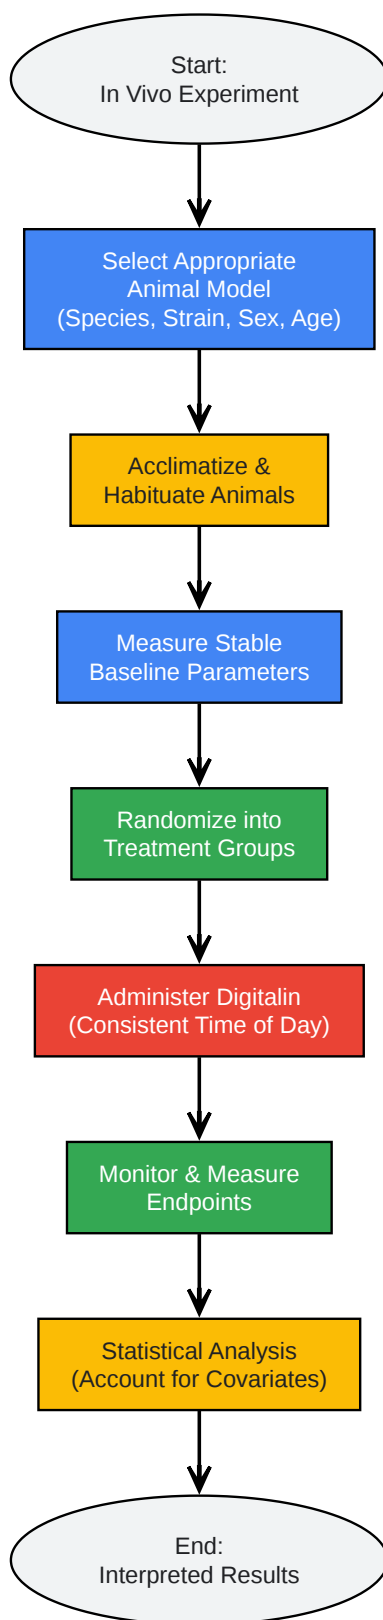 Start:
In Vivo Experiment
Select Appropriate
Animal Model
(Species, Strain, Sex, Age)
Acclimatize &
Habituate Animals
Measure Stable
Baseline Parameters
Randomize into
Treatment Groups
Administer Digitalin
(Consistent Time of Day)
Monitor & Measure
Endpoints
Statistical Analysis
(Account for Covariates)
End:
Interpreted Results